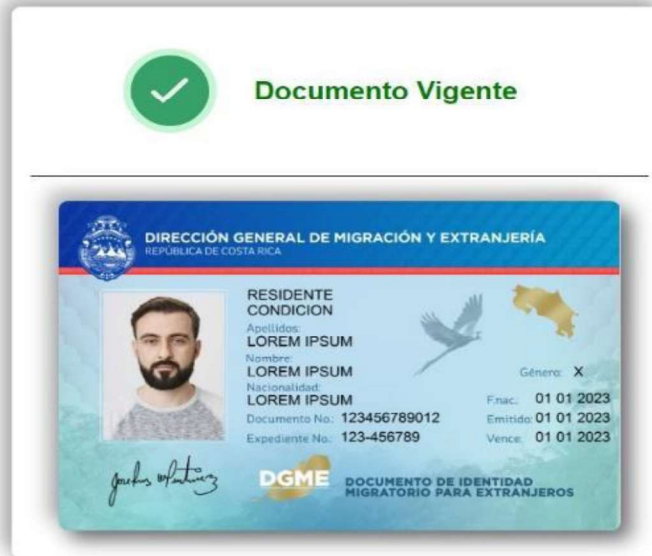 Documento Vigente
DIRECCIÓN GENERAL DE MIGRACIÓN Y EXTRANJERÍA
REPÚBLICA DE COSTA RICA
RESIDENTE
CONDICION
Apellidos:
LOREM IPSUM
Nombre:
LOREM IPSUM
Nacionalidad:
LOREM IPSUM
Género: X
F.nac.: 01 01 2023
Documento No.: 123456789012
Emitido: 01 01 2023
Expediente No.: 123-456789
Vence: 01 01 2023
DGME
DOCUMENTO DE IDENTIDAD
MIGRATORIO PARA EXTRANJEROS